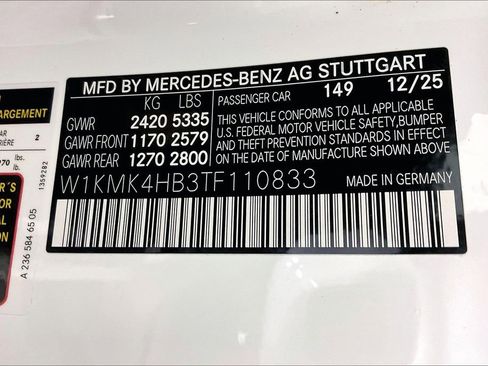 MFD BY MERCEDES-BENZ AG STUTTGART
KG LBS
PASSENGER CAR 149 12/25
GVWR 2420 5335
GAWR FRONT 1170 2579
GAWR REAR 1270 2800
THIS VEHICLE CONFORMS TO ALL APPLICABLE
U.S. FEDERAL MOTOR VEHICLE SAFETY,BUMPER
AND THEFT PREVENTION STANDARDS IN EFFECT
ON THE DATE OF MANUFACTURE SHOWN ABOVE
W1KMK4HB3TF110833
MADE IN GERMANY
ARGEMENT
2
lbs.
lb.
1359282
A 236 584 65 05